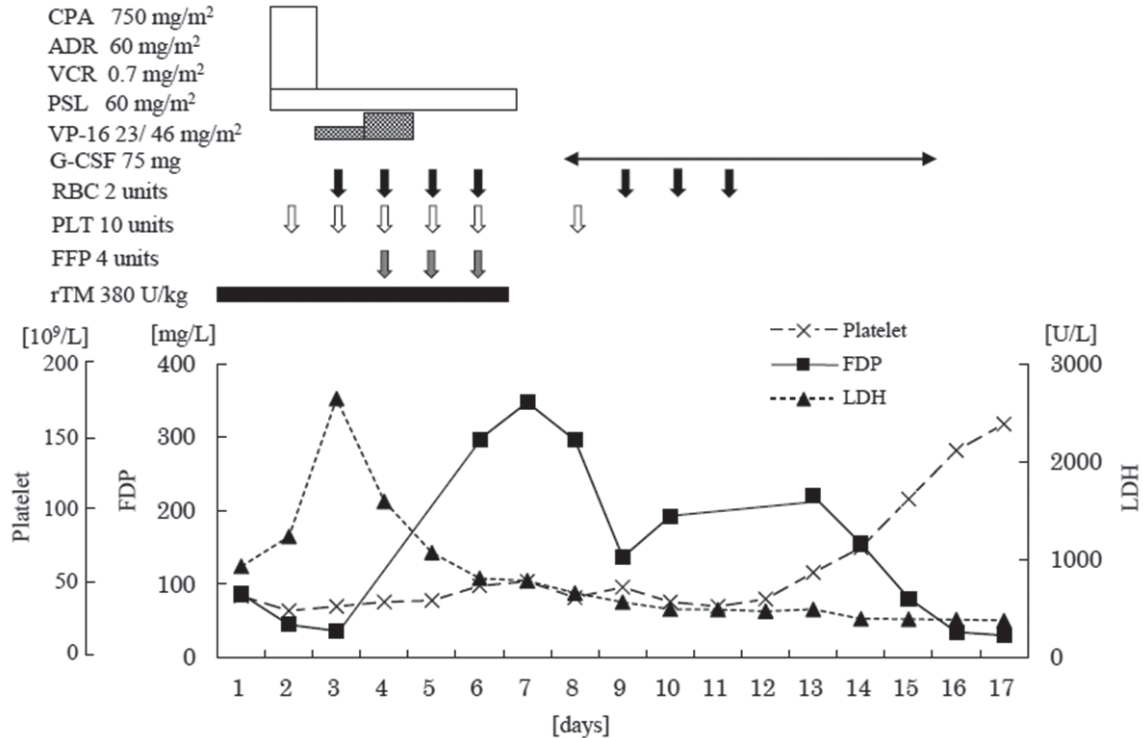 CPA 750 mg/m²
ADR 60 mg/m²
VCR 0.7 mg/m²
PSL 60 mg/m²
VP-16 23/ 46 mg/m²
G-CSF 75 mg
RBC 2 units
PLT 10 units
FFP 4 units
rTM 380 U/kg
[10⁹/L] [mg/L] [U/L]
Platelet
FDP
LDH
200 400 3000
150 300
2000
100 200
1000
50 100
0 0 0
Platelet
FDP
LDH
1 2 3 4 5 6 7 8 9 10 11 12 13 14 15 16 17
[days]